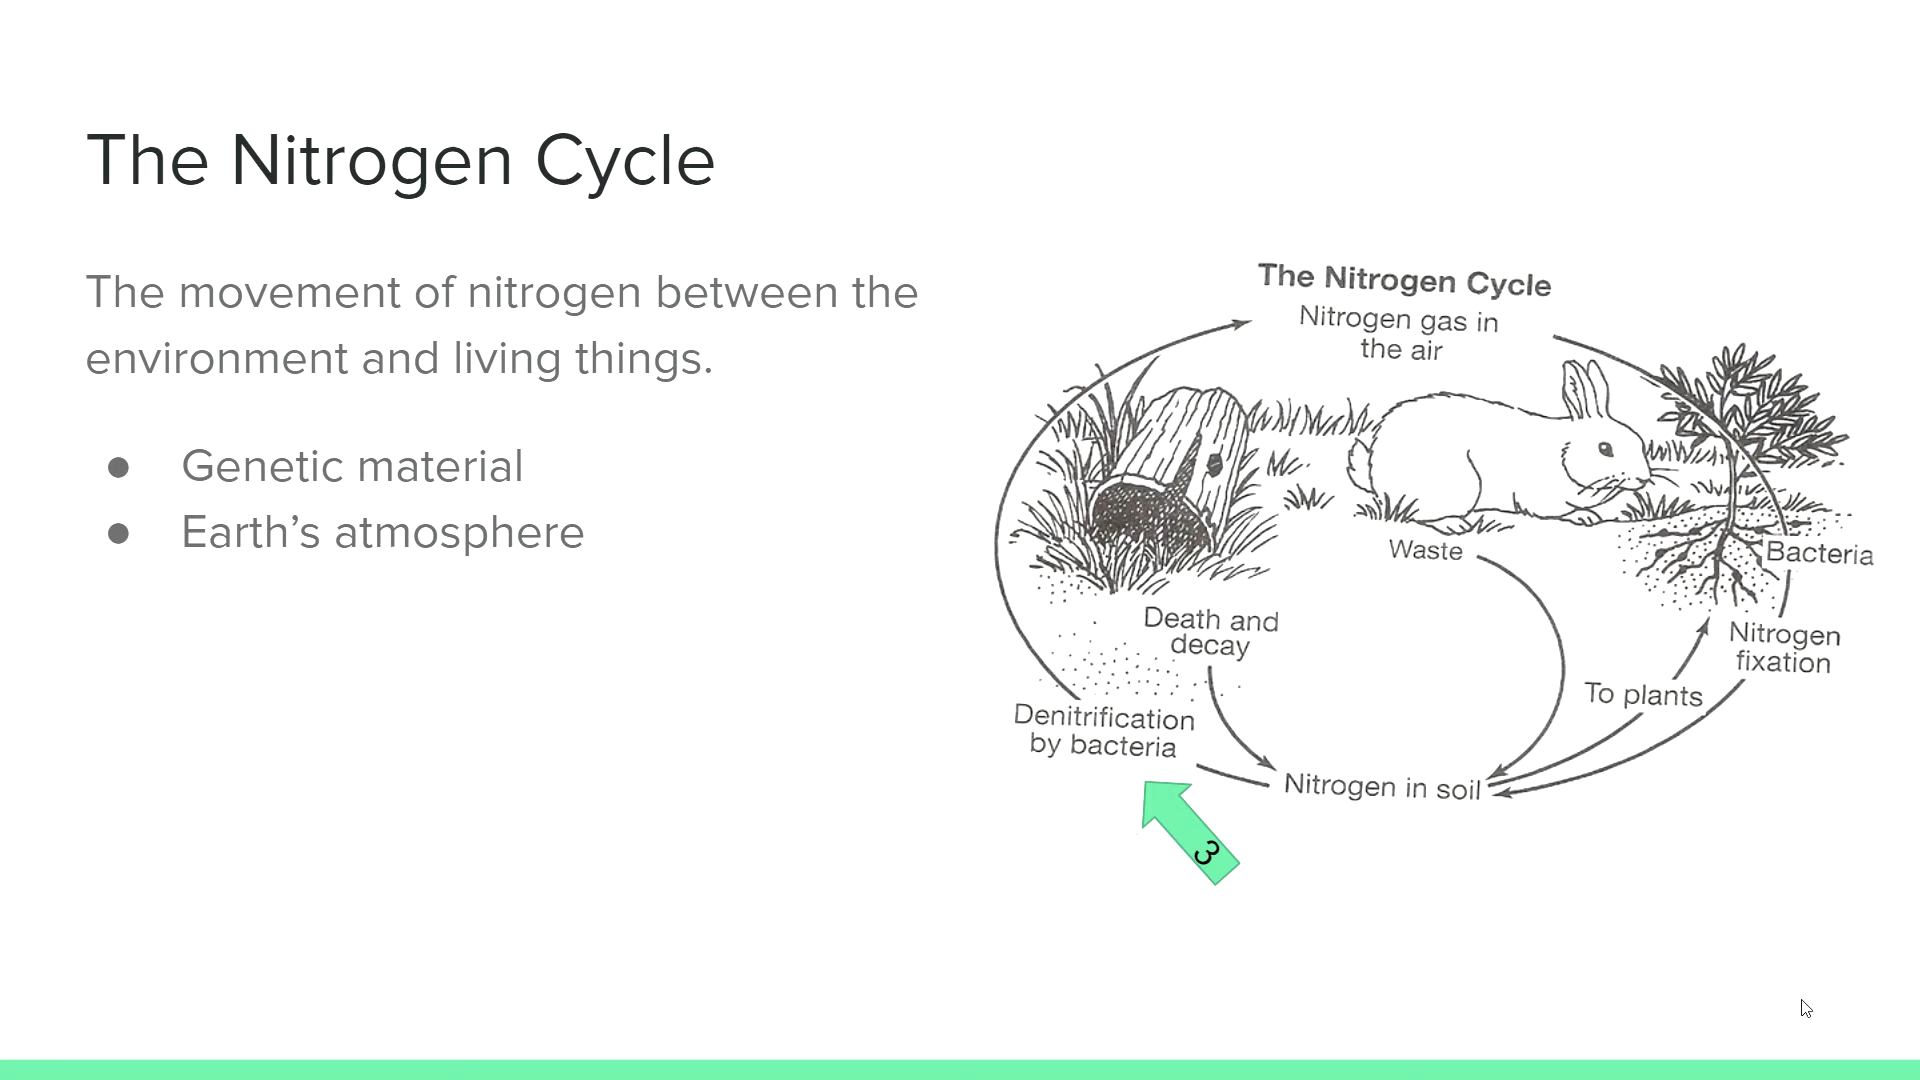 The Nitrogen Cycle
The movement of nitrogen between the
environment and living things.
● Genetic material
● Earth’s atmosphere
The Nitrogen Cycle
Nitrogen gas in
the air
Waste
Bacteria
Death and
decay
Nitrogen
fixation
To plants
Denitrification
by bacteria
Nitrogen in soil
3